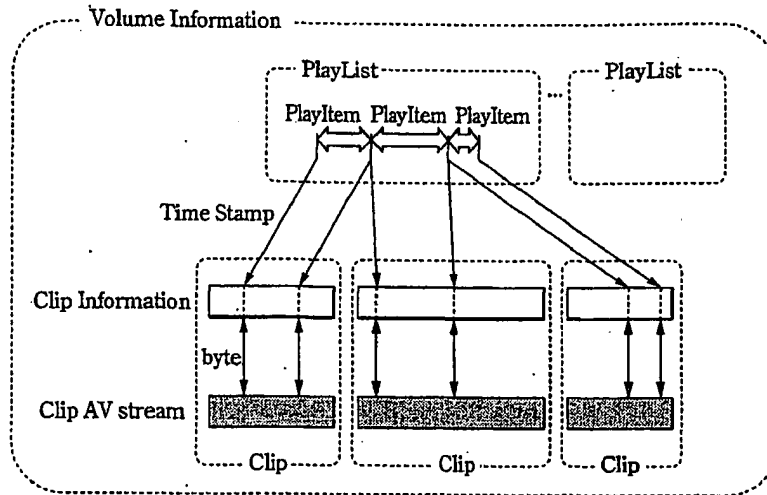 Volume Information
PlayList
PlayList
...
PlayItem PlayItem PlayItem
Time Stamp
Clip Information
byte
Clip AV stream
Clip
Clip
Clip